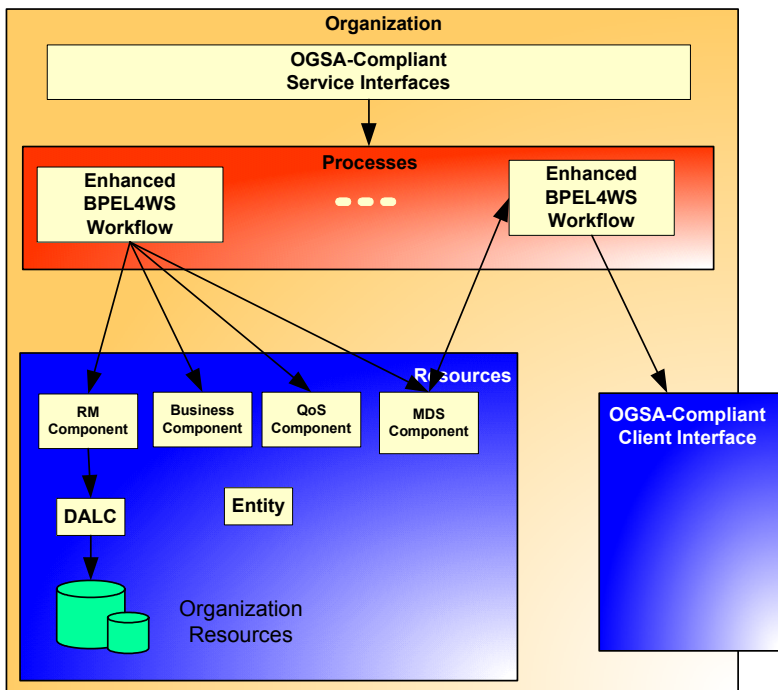 Organization
OGSA-Compliant
Service Interfaces
Processes
Enhanced
BPEL4WS
Workflow
Enhanced
BPEL4WS
Workflow
Resources
RM
Component
Business
Component
QoS
Component
MDS
Component
OGSA-Compliant
Client Interface
DALC
Entity
Organization
Resources